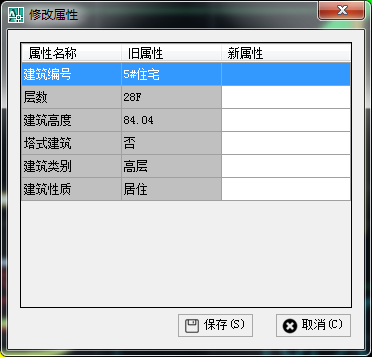 修改属性
属性名称 旧属性 新属性
建筑编号 5#住宅
层数 28F
建筑高度 84.04
塔式建筑 否
建筑类别 高层
建筑性质 居住
保存(S) 取消(C)